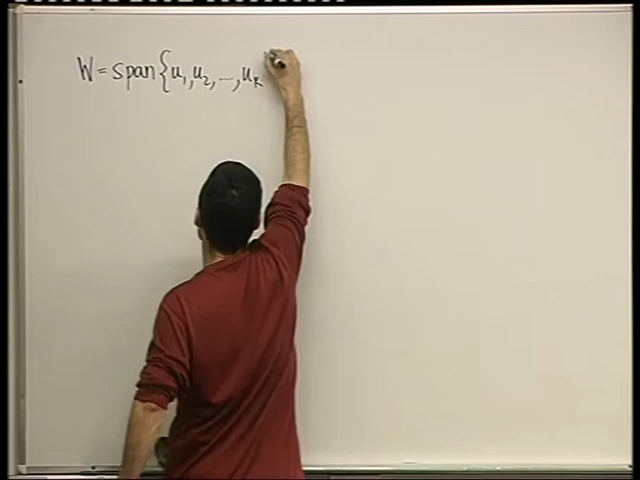 W = span{u₁, u₂, ..., uₖ